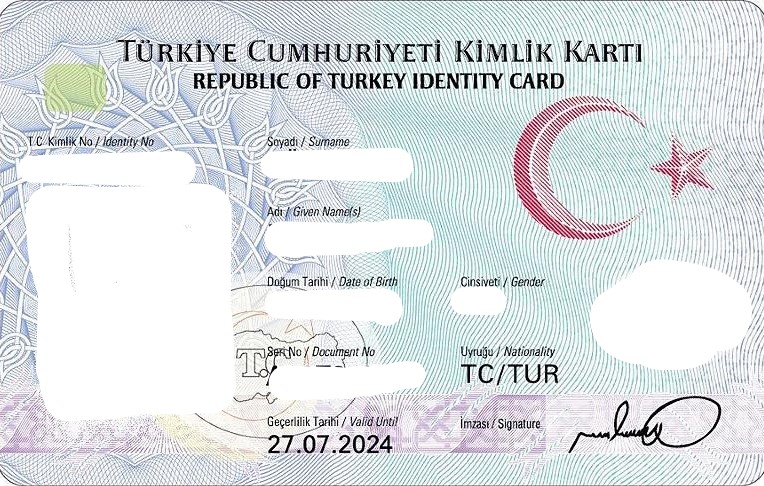 TÜRKİYE CUMHURİYETİ KİMLİK KARTI
REPUBLIC OF TURKEY IDENTITY CARD
T.C. Kimlik No / Identity No
Soyadı / Surname
Adı / Given Name(s)
Doğum Tarihi / Date of Birth
Cinsiyeti / Gender
Seri No / Document No
Uyruğu / Nationality
T.C
TC/TUR
Geçerlilik Tarihi / Valid Until
İmzası / Signature
27.07.2024